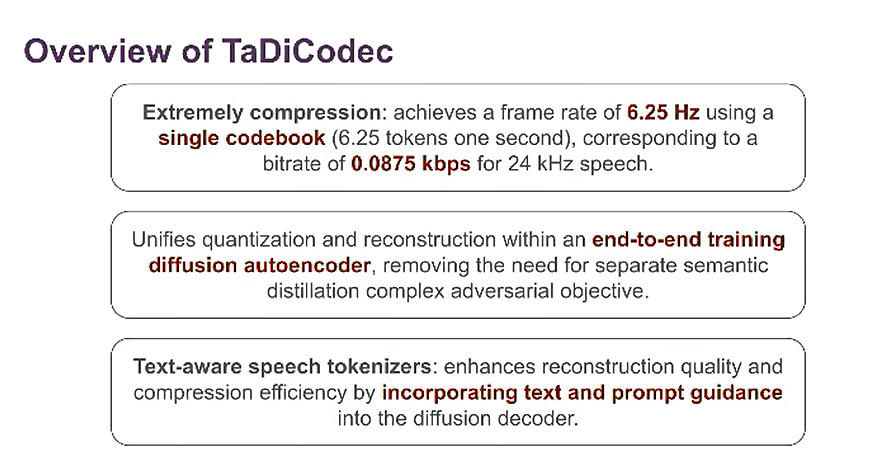 Overview of TaDiCodec
Extremely compression: achieves a frame rate of 6.25 Hz using a
single codebook (6.25 tokens one second), corresponding to a
bitrate of 0.0875 kbps for 24 kHz speech.
Unifies quantization and reconstruction within an end-to-end training
diffusion autoencoder, removing the need for separate semantic
distillation complex adversarial objective.
Text-aware speech tokenizers: enhances reconstruction quality and
compression efficiency by incorporating text and prompt guidance
into the diffusion decoder.